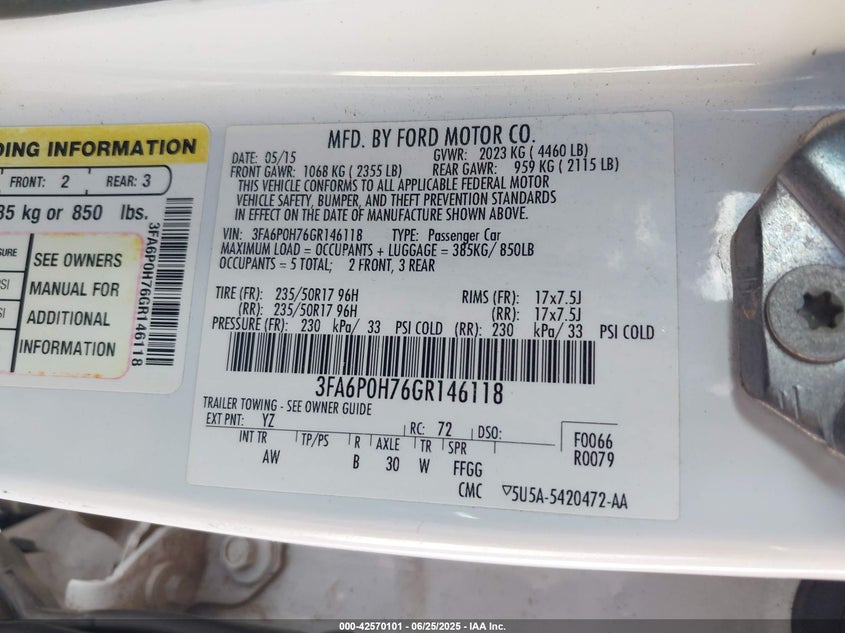 DING INFORMATION
FRONT: 2 REAR: 3
35 kg or 850 lbs.
SURE
SI
SI
SEE OWNERS
MANUAL FOR
ADDITIONAL
INFORMATION
3FA6P0H76GR146118
MFD. BY FORD MOTOR CO.
DATE: 05/15 GVWR: 2023 KG ( 4460 LB)
FRONT GAWR: 1068 KG ( 2355 LB) REAR GAWR: 959 KG ( 2115 LB)
THIS VEHICLE CONFORMS TO ALL APPLICABLE FEDERAL MOTOR
VEHICLE SAFETY, BUMPER, AND THEFT PREVENTION STANDARDS
IN EFFECT ON THE DATE OF MANUFACTURE SHOWN ABOVE.
VIN: 3FA6P0H76GR146118 TYPE: Passenger Car
MAXIMUM LOAD = OCCUPANTS + LUGGAGE = 385KG/ 850LB
OCCUPANTS = 5 TOTAL; 2 FRONT, 3 REAR
TIRE (FR): 235/50R17 96H RIMS (FR): 17x7.5J
(RR): 235/50R17 96H (RR): 17x7.5J
PRESSURE (FR): 230 kPa/ 33 PSI COLD (RR): 230 kPa/ 33 PSI COLD
3FA6P0H76GR146118
TRAILER TOWING - SEE OWNER GUIDE
EXT PNT: YZ RC: 72 DSO:
INT TR TP/PS R AXLE TR SPR
AW B 30 W FFGG
F0066
R0079
CMC ▽5U5A-5420472-AA
000-42570101 | 06/25/2025 - IAA Inc.